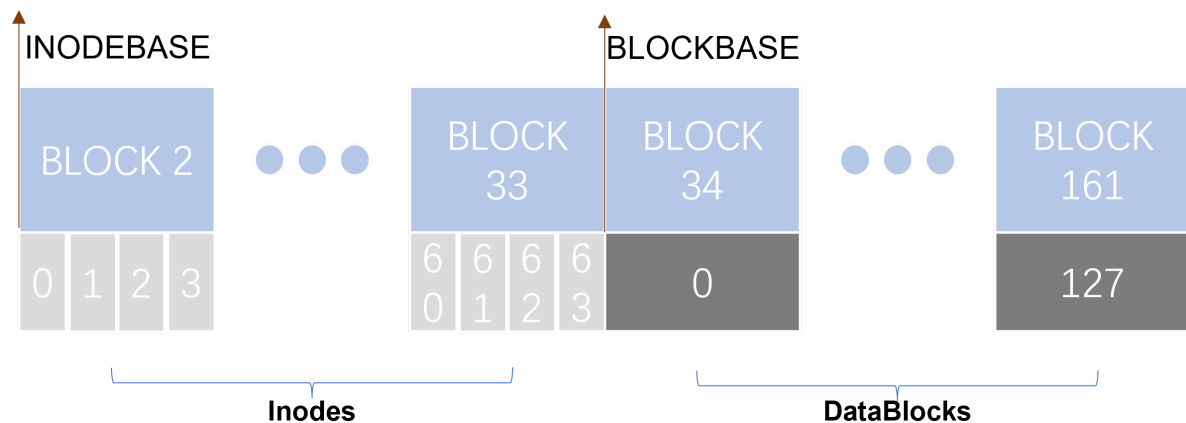 INODEBASE
BLOCKBASE
BLOCK 2
BLOCK
33
BLOCK
34
BLOCK
161
0
1
2
3
6
0
6
1
6
2
6
3
0
127
Inodes
DataBlocks